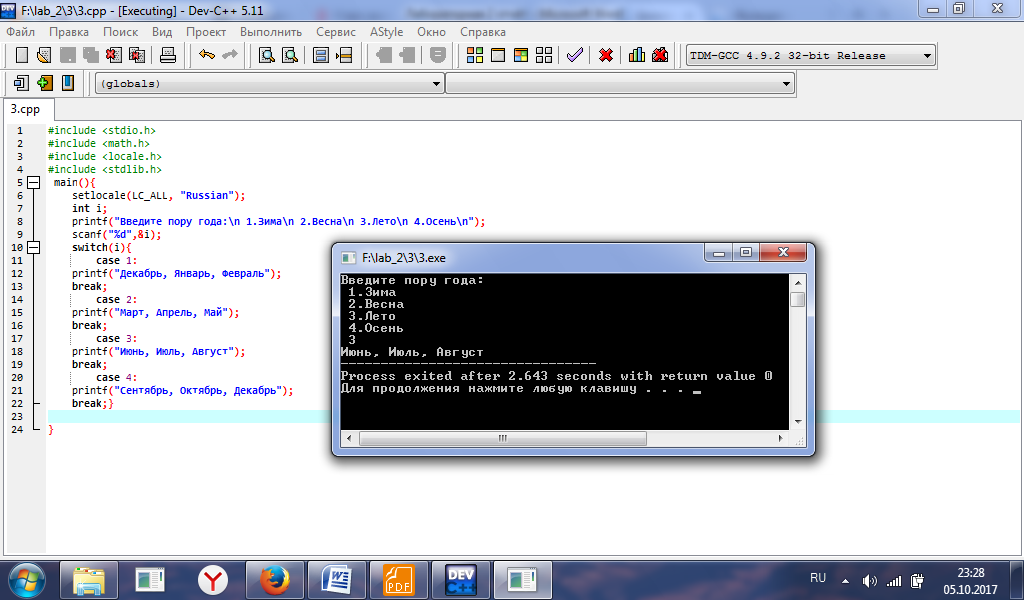 F:\lab_2\3\3.cpp - [Executing] - Dev-C++ 5.11
Файл Правка Поиск Вид Проект Выполнить Сервис AStyle Окно Справка
TDM-GCC 4.9.2 32-bit Release
(globals)
3.cpp
1 #include <stdio.h>
2 #include <math.h>
3 #include <locale.h>
4 #include <stdlib.h>
5 main(){
6 setlocale(LC_ALL, "Russian");
7 int i;
8 printf("Введите пору года:\n 1.Зима\n 2.Весна\n 3.Лето\n 4.Осень\n");
9 scanf("%d",&i);
10 switch(i){
11 case 1:
12 printf("Декабрь, Январь, Февраль");
13 break;
14 case 2:
15 printf("Март, Апрель, Май");
16 break;
17 case 3:
18 printf("Июнь, Июль, Август");
19 break;
20 case 4:
21 printf("Сентябрь, Октябрь, Декабрь");
22 break;}
23
24 }
F:\lab_2\3\3.exe
Введите пору года:
1.Зима
2.Весна
3.Лето
4.Осень
3
Июнь, Июль, Август
--------------------------------
Process exited after 2.643 seconds with return value 0
Для продолжения нажмите любую клавишу . . . _
PDF
DEV
C++
RU
23:28
05.10.2017